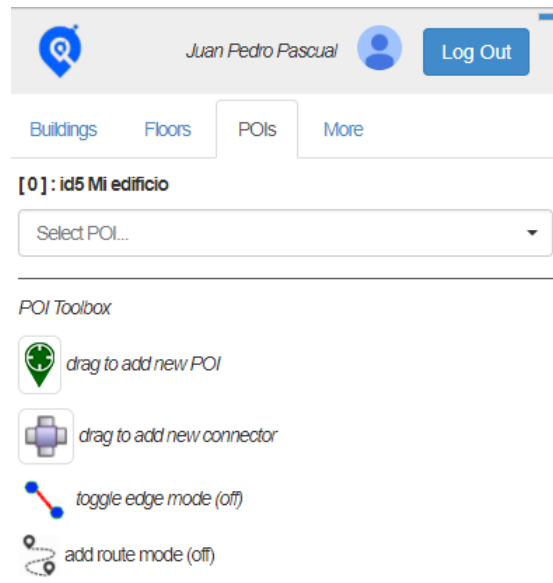 Juan Pedro Pascual Log Out
Buildings Floors POIs More
[ 0 ] : id5 Mi edificio
Select POI...
POI Toolbox
drag to add new POI
drag to add new connector
toggle edge mode (off)
add route mode (off)